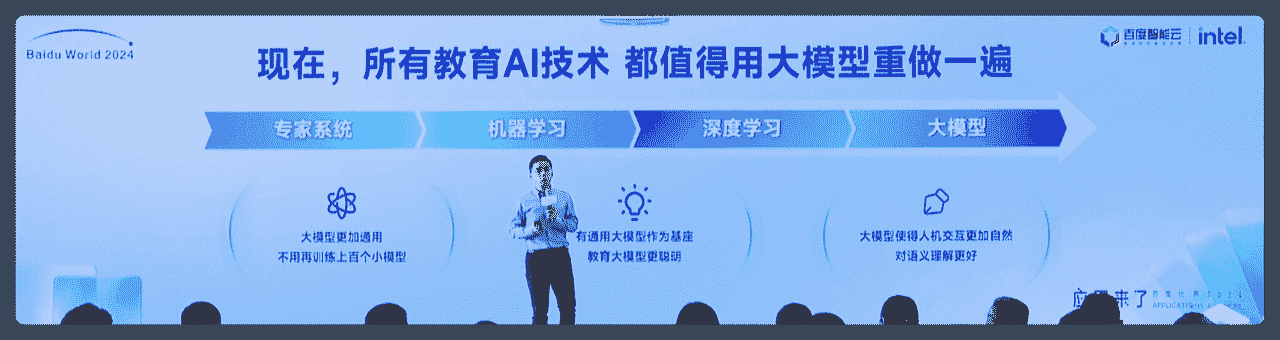 Baidu World 2024
百度智能云
intel.
现在，所有教育AI技术 都值得用大模型重做一遍
专家系统
机器学习
深度学习
大模型
大模型更加通用
不用再训练上百个小模型
有通用大模型作为基座
教育大模型更聪明
大模型使得人机交互更加自然
对语义理解更好
来了